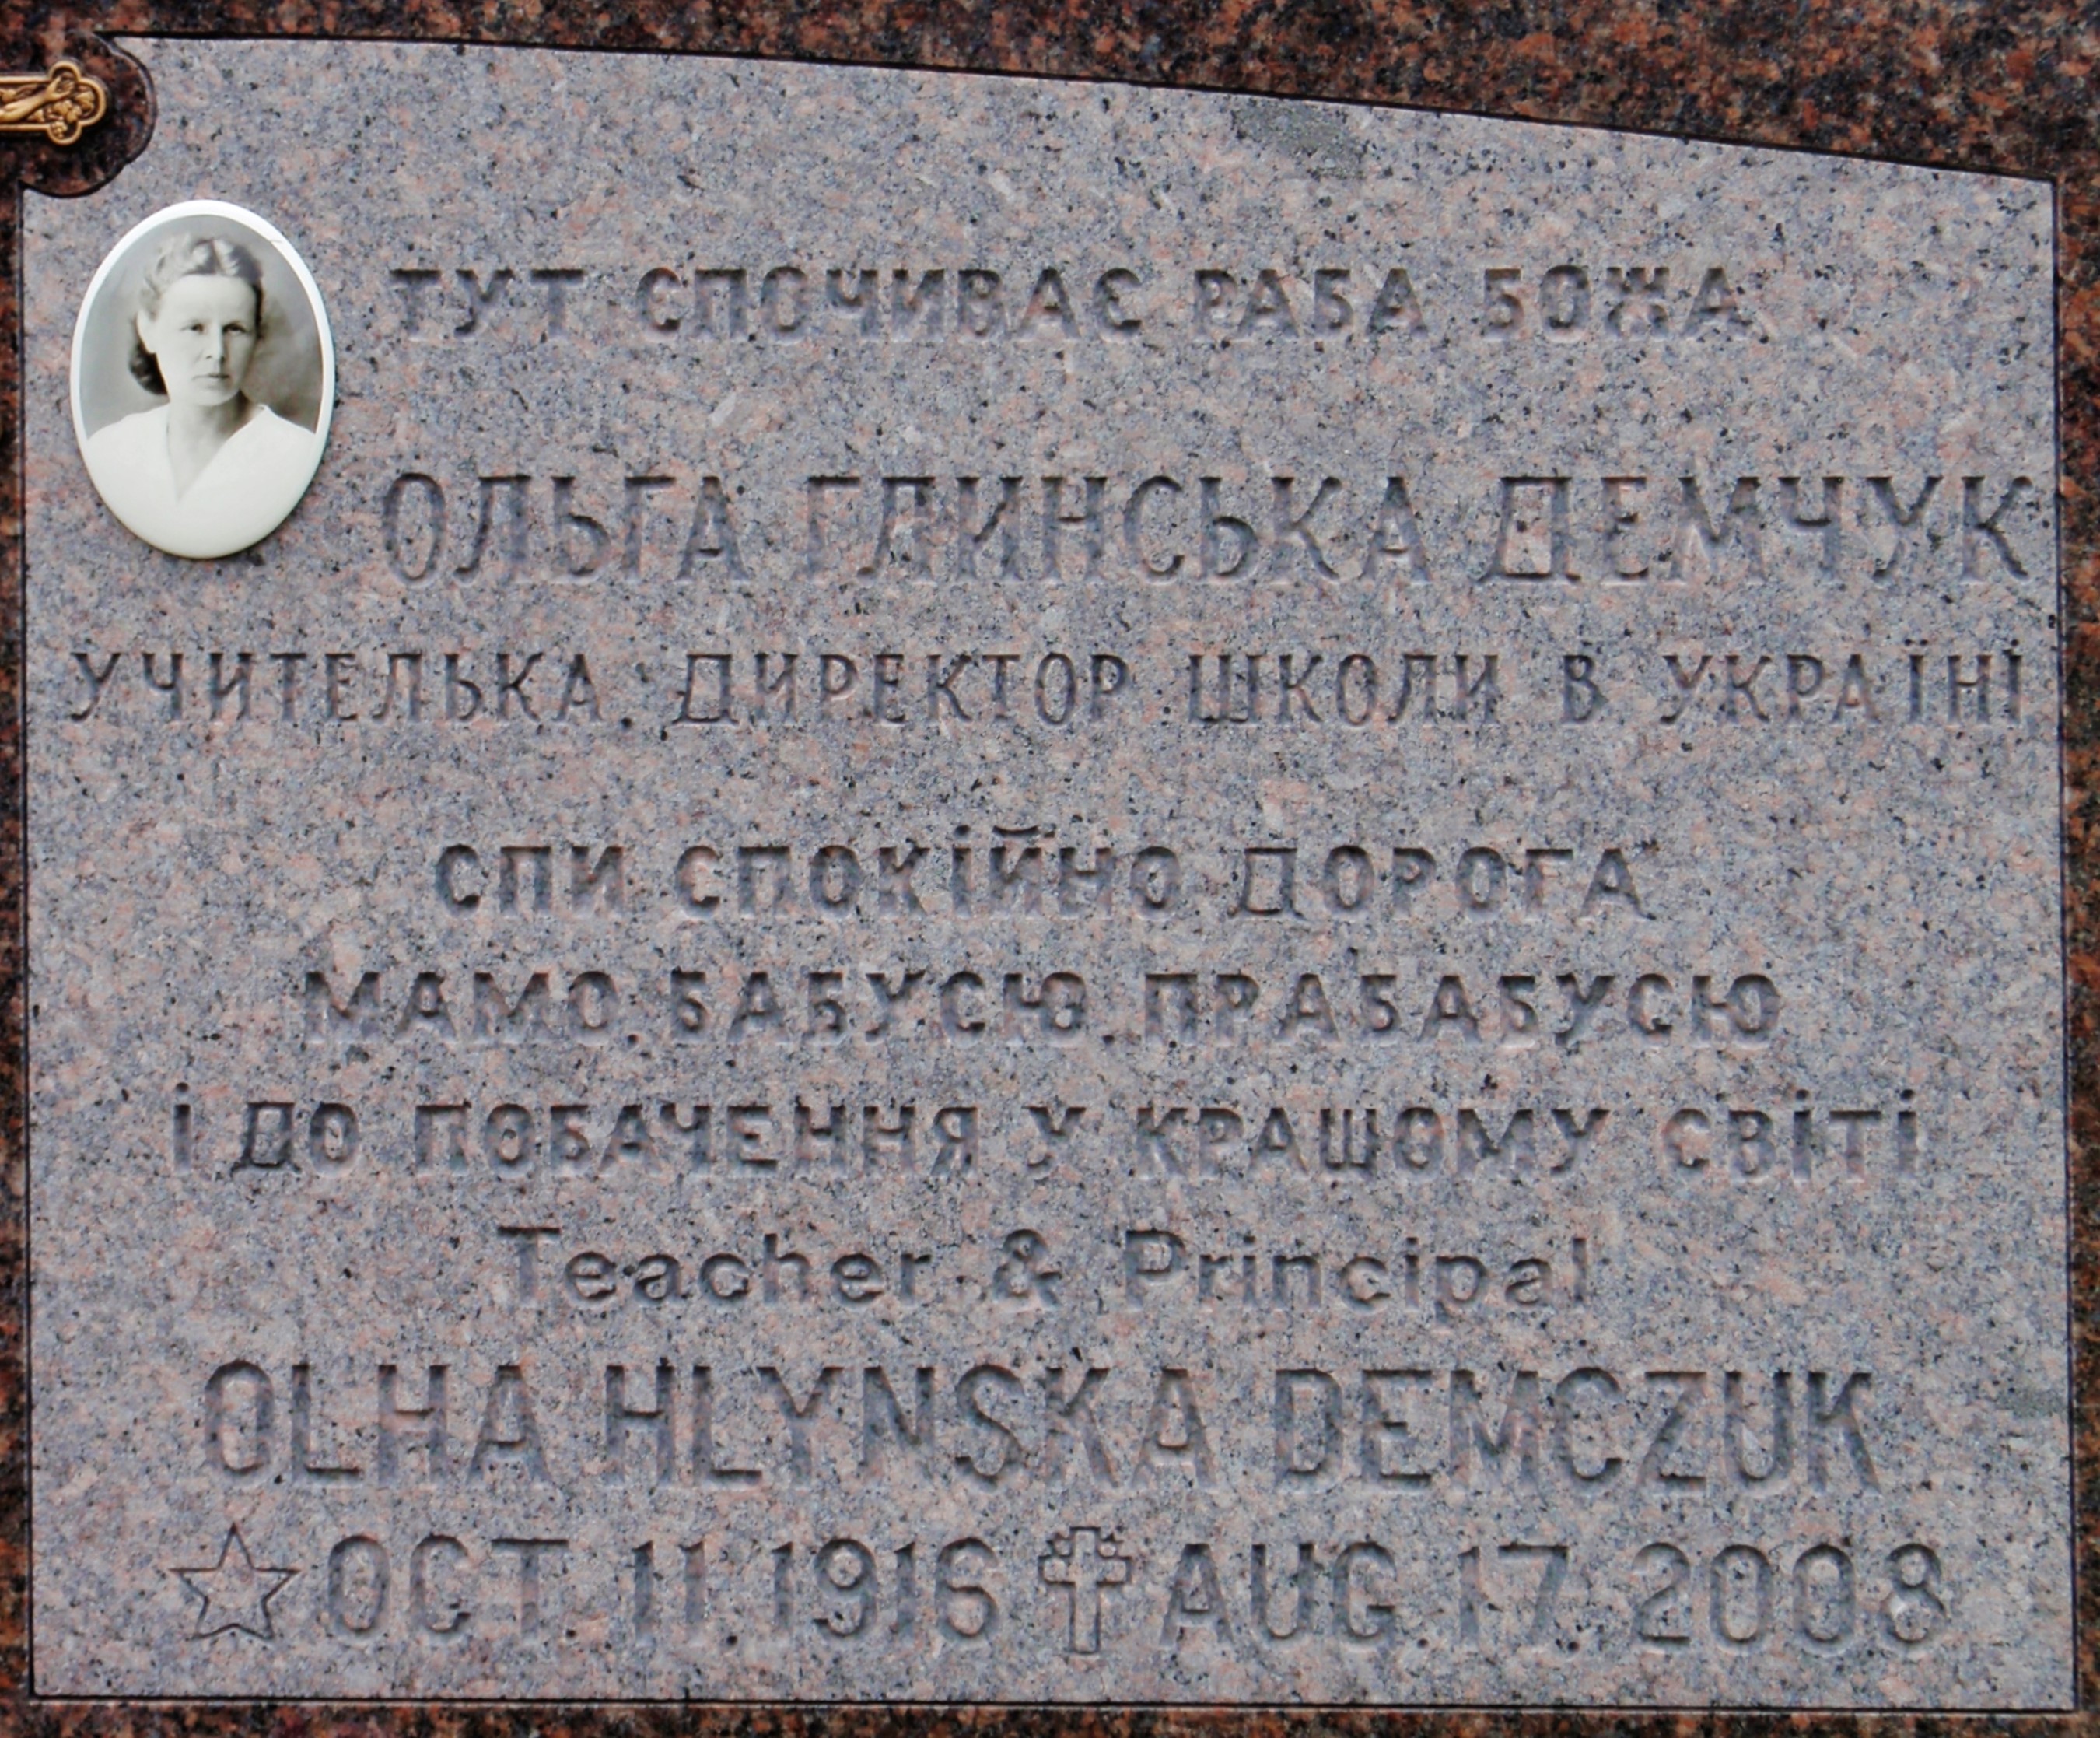 ТУТ СПОЧИВАЄ РАБА БОЖА
ОЛЬГА ГЛИНСЬКА ДЕМЧУК
УЧИТЕЛЬКА, ДИРЕКТОР ШКОЛИ В УКРАЇНІ
СПИ СПОКІЙНО ДОРОГА
МАМО, БАБУСЮ, ПРАБАБУСЮ
і ДО ПОБАЧЕННЯ У КРАЩОМУ СВІТІ
Teacher & Principal
OLHA HLYNSKA DEMCZUK
OCT. 11, 1916 AUG. 17, 2008